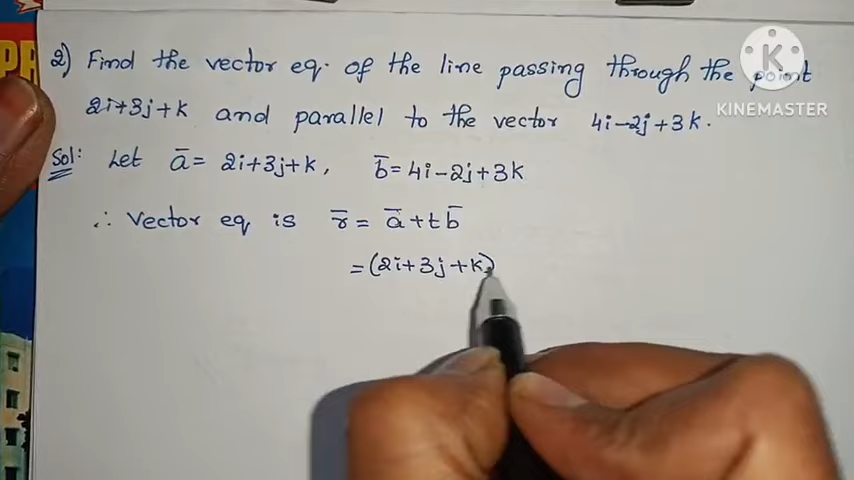 2) Find the vector eq. of the line passing through the point
2i+3j+k and parallel to the vector 4i-2j+3k.
Sol: Let a̅ = 2i+3j+k, b̅ = 4i-2j+3k
∴ Vector eq is r̅ = a̅ + t b̅
= (2i+3j+k)
K
KINEMASTER